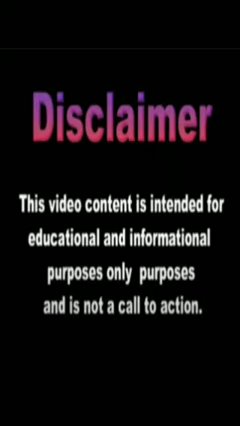 Disclaimer
This video content is intended for
educational and informational
purposes only purposes
and is not a call to action.